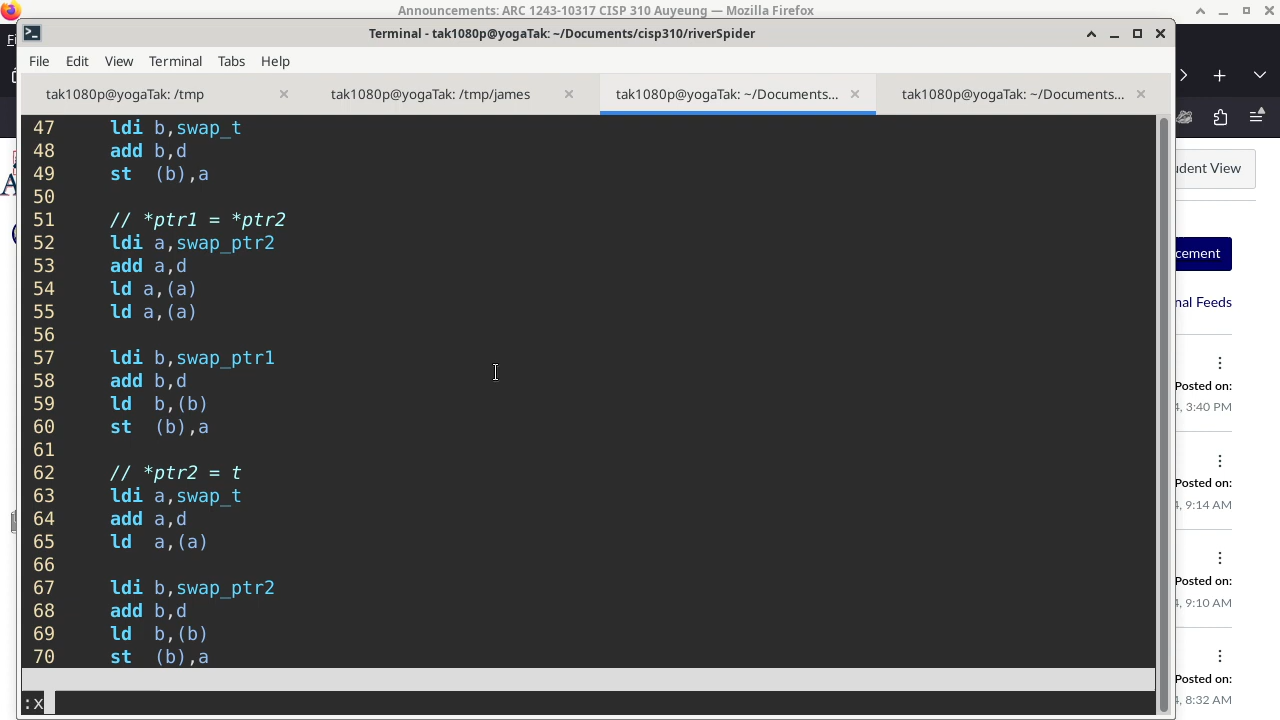 Announcements: ARC 1243-10317 CISP 310 Auyeung — Mozilla Firefox
Terminal - tak1080p@yogaTak: ~/Documents/cisp310/riverSpider
File Edit View Terminal Tabs Help
tak1080p@yogaTak: /tmp
tak1080p@yogaTak: /tmp/james
tak1080p@yogaTak: ~/Documents...
tak1080p@yogaTak: ~/Documents...
47 ldi b,swap_t
48 add b,d
49 st (b),a
50
51 // *ptr1 = *ptr2
52 ldi a,swap_ptr2
53 add a,d
54 ld a,(a)
55 ld a,(a)
56
57 ldi b,swap_ptr1
58 add b,d
59 ld b,(b)
60 st (b),a
61
62 // *ptr2 = t
63 ldi a,swap_t
64 add a,d
65 ld a,(a)
66
67 ldi b,swap_ptr2
68 add b,d
69 ld b,(b)
70 st (b),a
:x
udent View
cement
nal Feeds
Posted on:
4, 3:40 PM
Posted on:
4, 9:14 AM
Posted on:
4, 9:10 AM
Posted on:
4, 8:32 AM